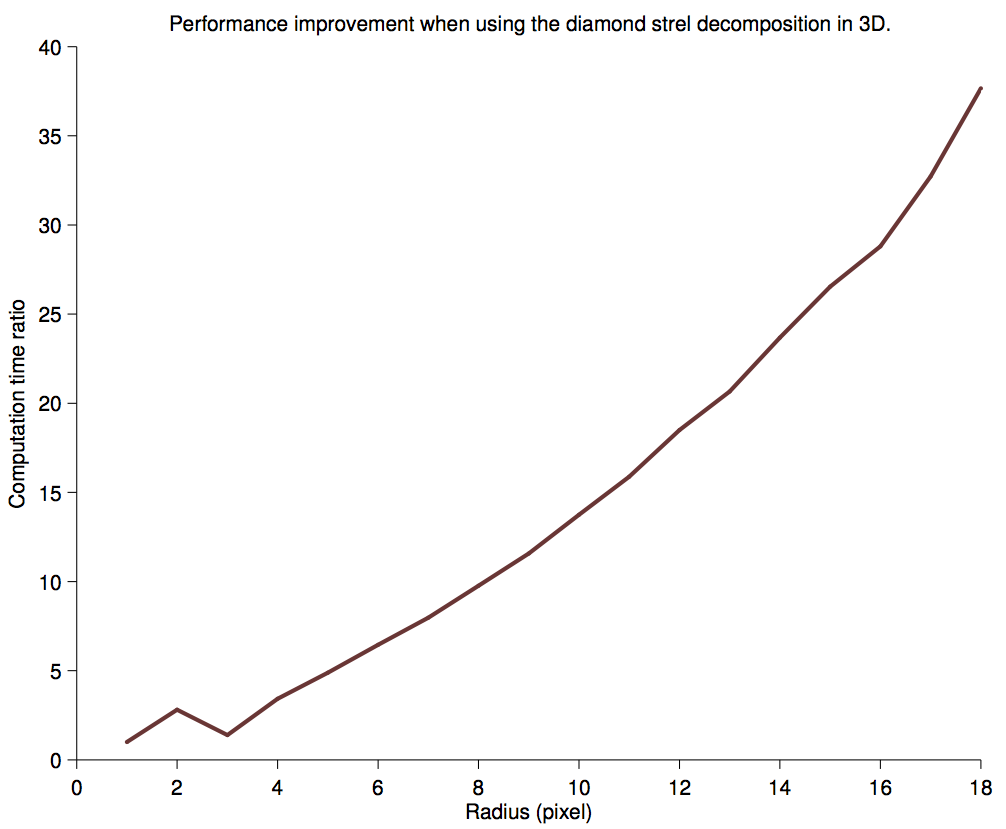 Performance improvement when using the diamond strel decomposition in 3D.
40
35
30
25
20
15
10
5
0
Computation time ratio
0 2 4 6 8 10 12 14 16 18
Radius (pixel)